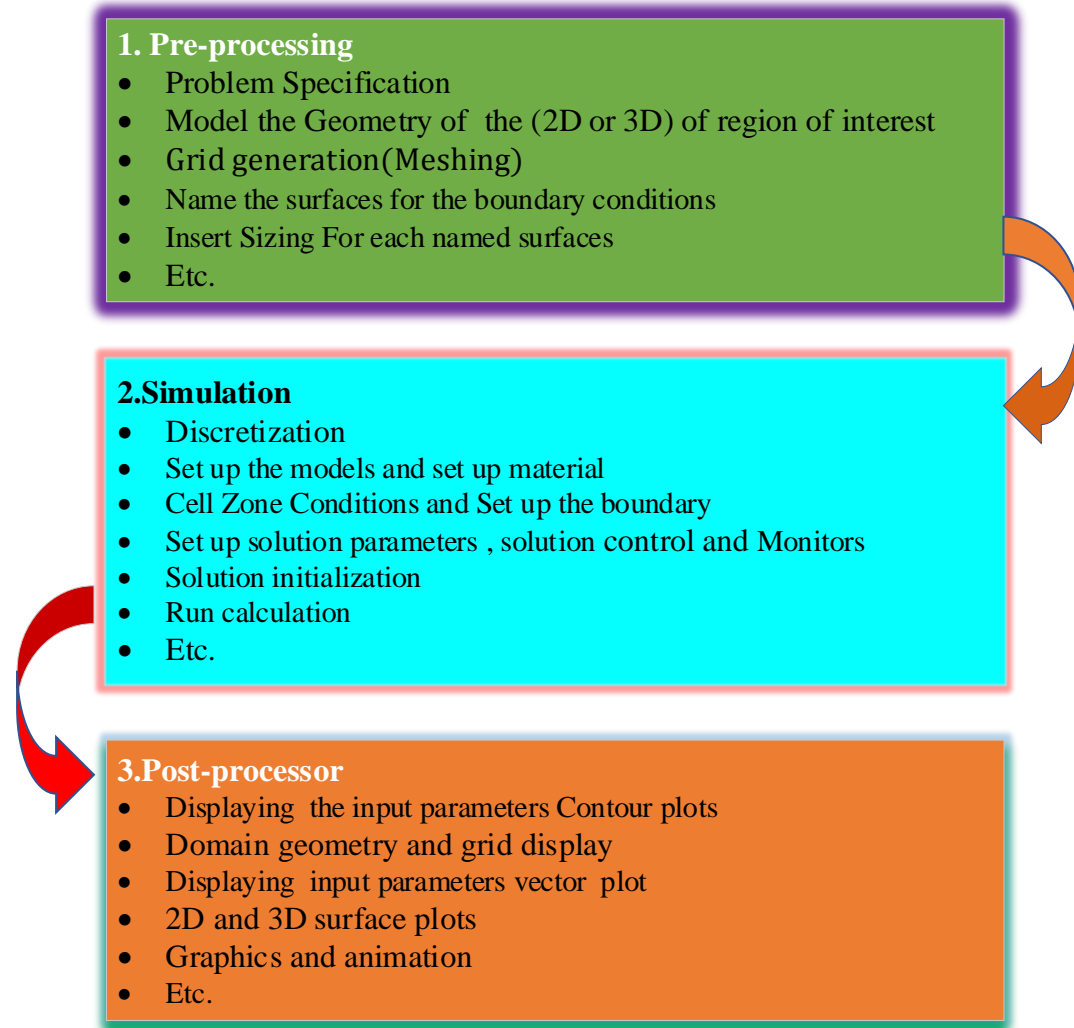 1. Pre-processing
• Problem Specification
• Model the Geometry of the (2D or 3D) of region of interest
• Grid generation(Meshing)
• Name the surfaces for the boundary conditions
• Insert Sizing For each named surfaces
• Etc.
2.Simulation
• Discretization
• Set up the models and set up material
• Cell Zone Conditions and Set up the boundary
• Set up solution parameters , solution control and Monitors
• Solution initialization
• Run calculation
• Etc.
3.Post-processor
• Displaying the input parameters Contour plots
• Domain geometry and grid display
• Displaying input parameters vector plot
• 2D and 3D surface plots
• Graphics and animation
• Etc.